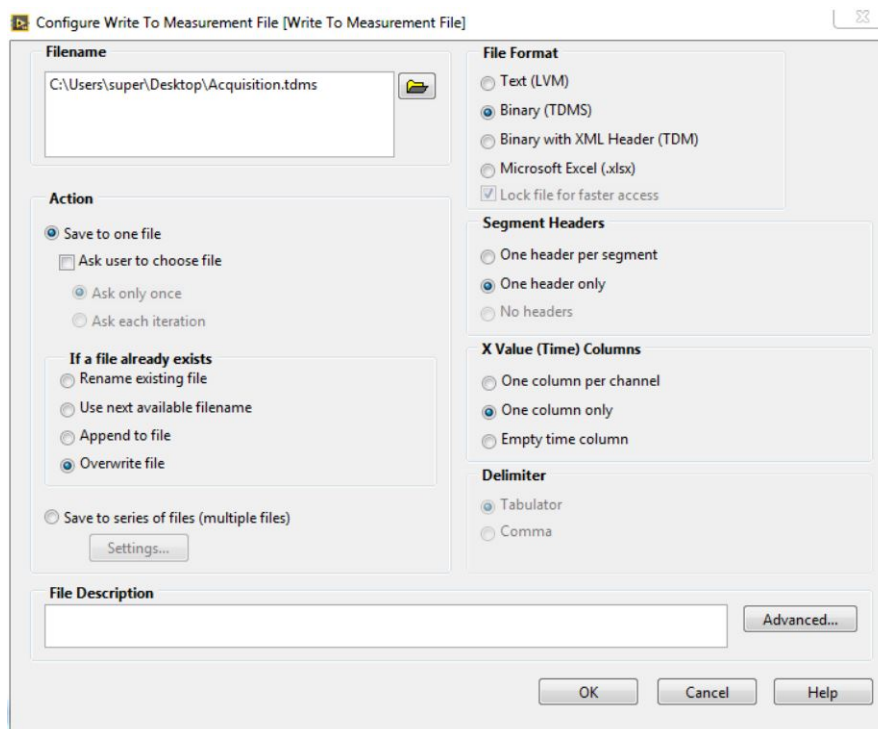 Configure Write To Measurement File [Write To Measurement File]
Filename
C:\Users\super\Desktop\Acquisition.tdms
Action
Save to one file
Ask user to choose file
Ask only once
Ask each iteration
If a file already exists
Rename existing file
Use next available filename
Append to file
Overwrite file
Save to series of files (multiple files)
Settings...
File Format
Text (LVM)
Binary (TDMS)
Binary with XML Header (TDM)
Microsoft Excel (.xlsx)
Lock file for faster access
Segment Headers
One header per segment
One header only
No headers
X Value (Time) Columns
One column per channel
One column only
Empty time column
Delimiter
Tabulator
Comma
File Description
Advanced...
OK
Cancel
Help